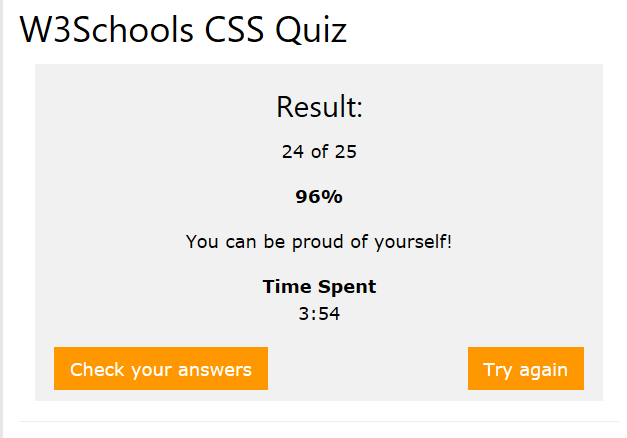 W3Schools CSS Quiz
Result:
24 of 25
96%
You can be proud of yourself!
Time Spent
3:54
Check your answers
Try again